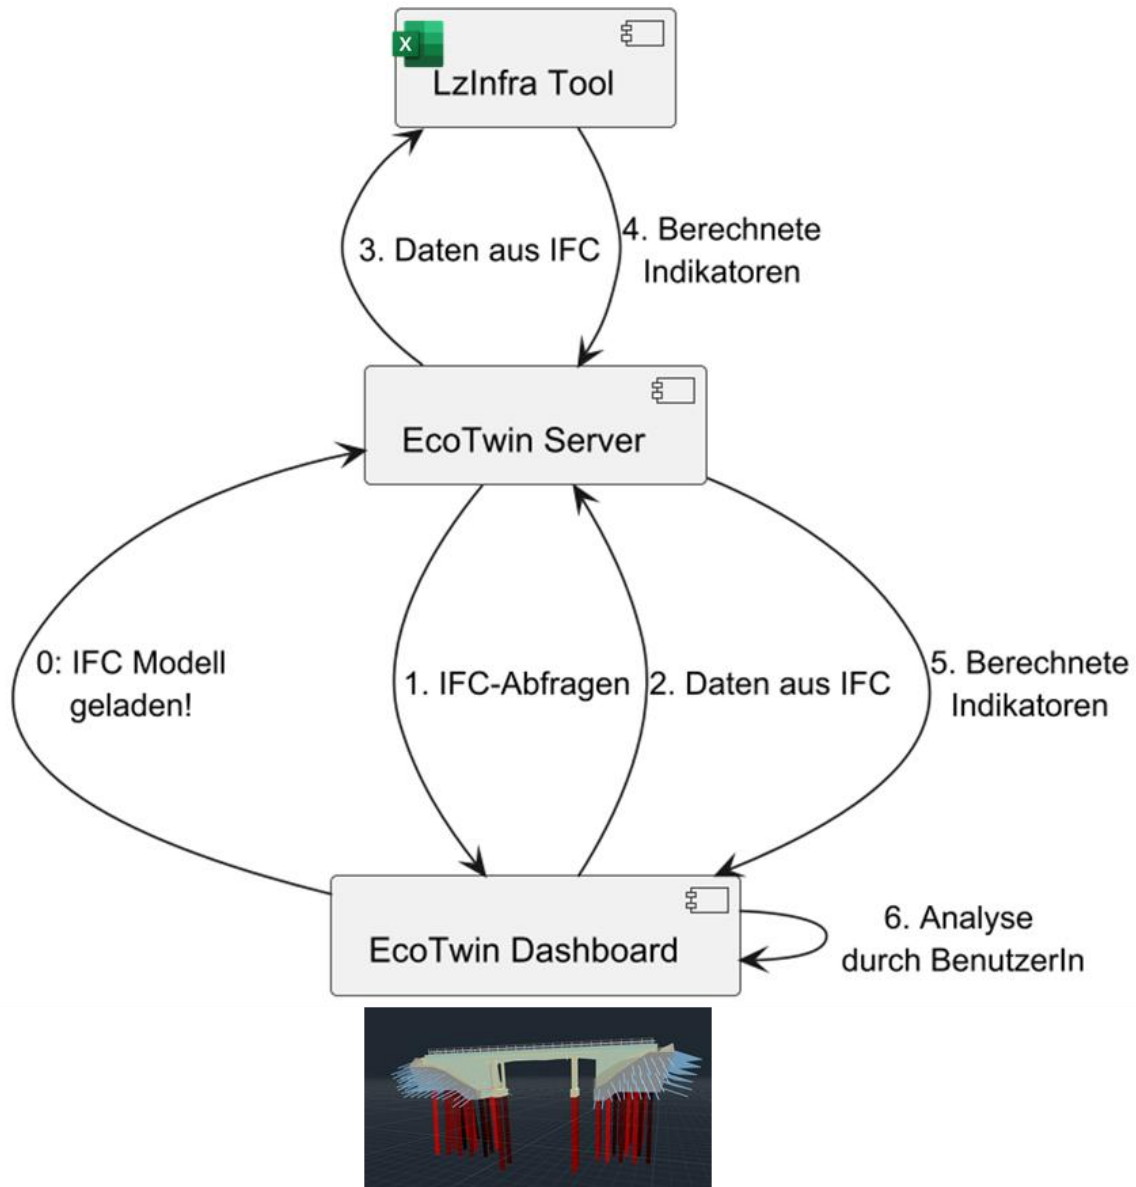 X
LzInfra Tool
3. Daten aus IFC
4. Berechnete
Indikatoren
EcoTwin Server
0: IFC Modell
geladen!
1. IFC-Abfragen
2. Daten aus IFC
5. Berechnete
Indikatoren
EcoTwin Dashboard
6. Analyse
durch BenutzerIn